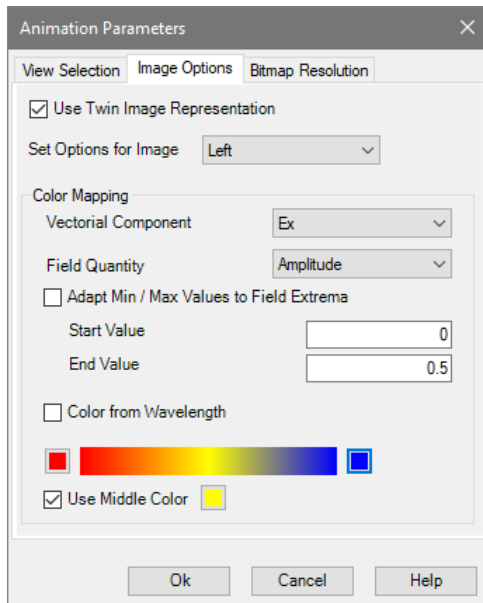 Animation Parameters
View Selection Image Options Bitmap Resolution
Use Twin Image Representation
Set Options for Image Left
Color Mapping
Vectorial Component Ex
Field Quantity Amplitude
Adapt Min / Max Values to Field Extrema
Start Value 0
End Value 0.5
Color from Wavelength
Use Middle Color
Ok Cancel Help